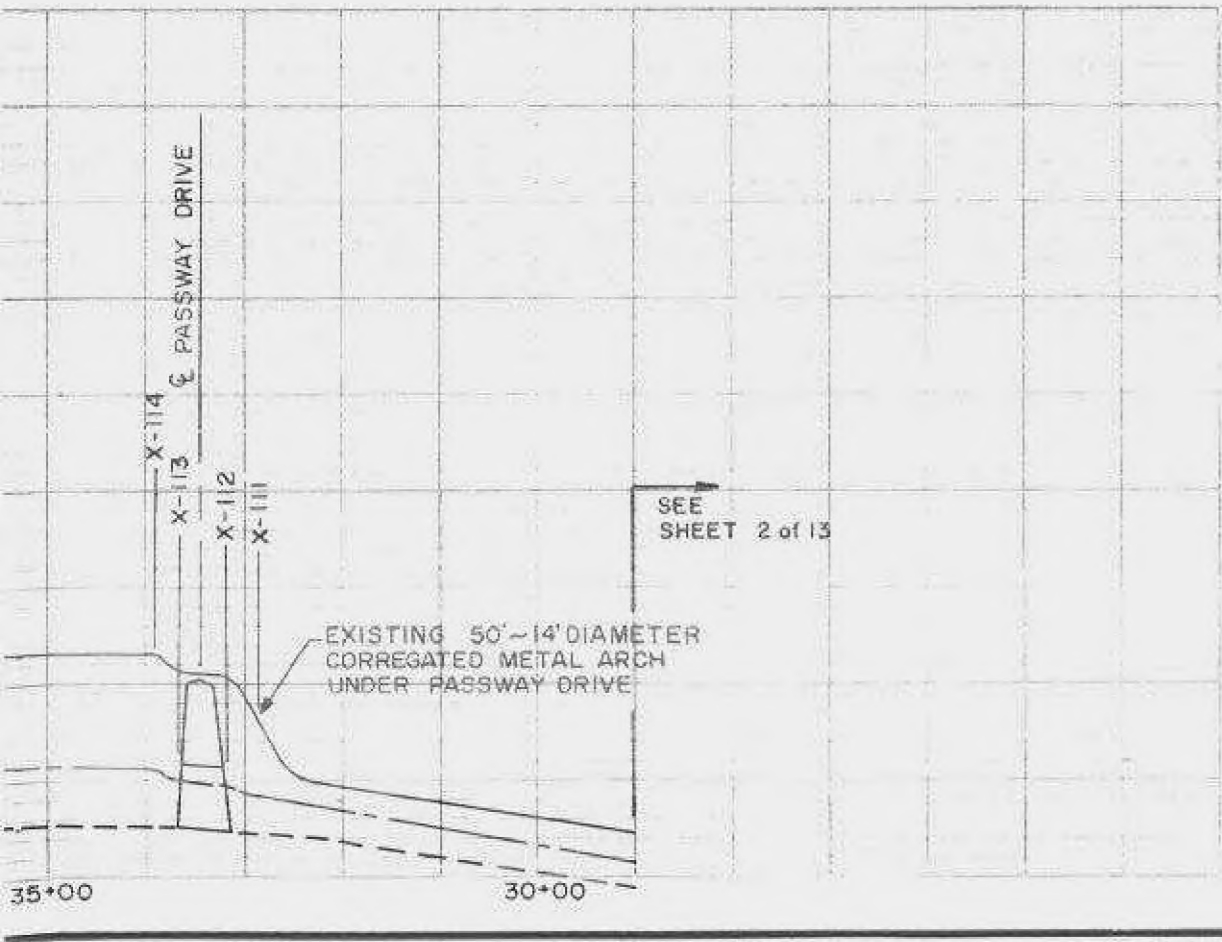 ℄ PASSWAY DRIVE
X-114
X-113
X-112
X-111
SEE
SHEET 2 of 13
EXISTING 50'~14' DIAMETER
CORREGATED METAL ARCH
UNDER PASSWAY DRIVE
35+00
30+00